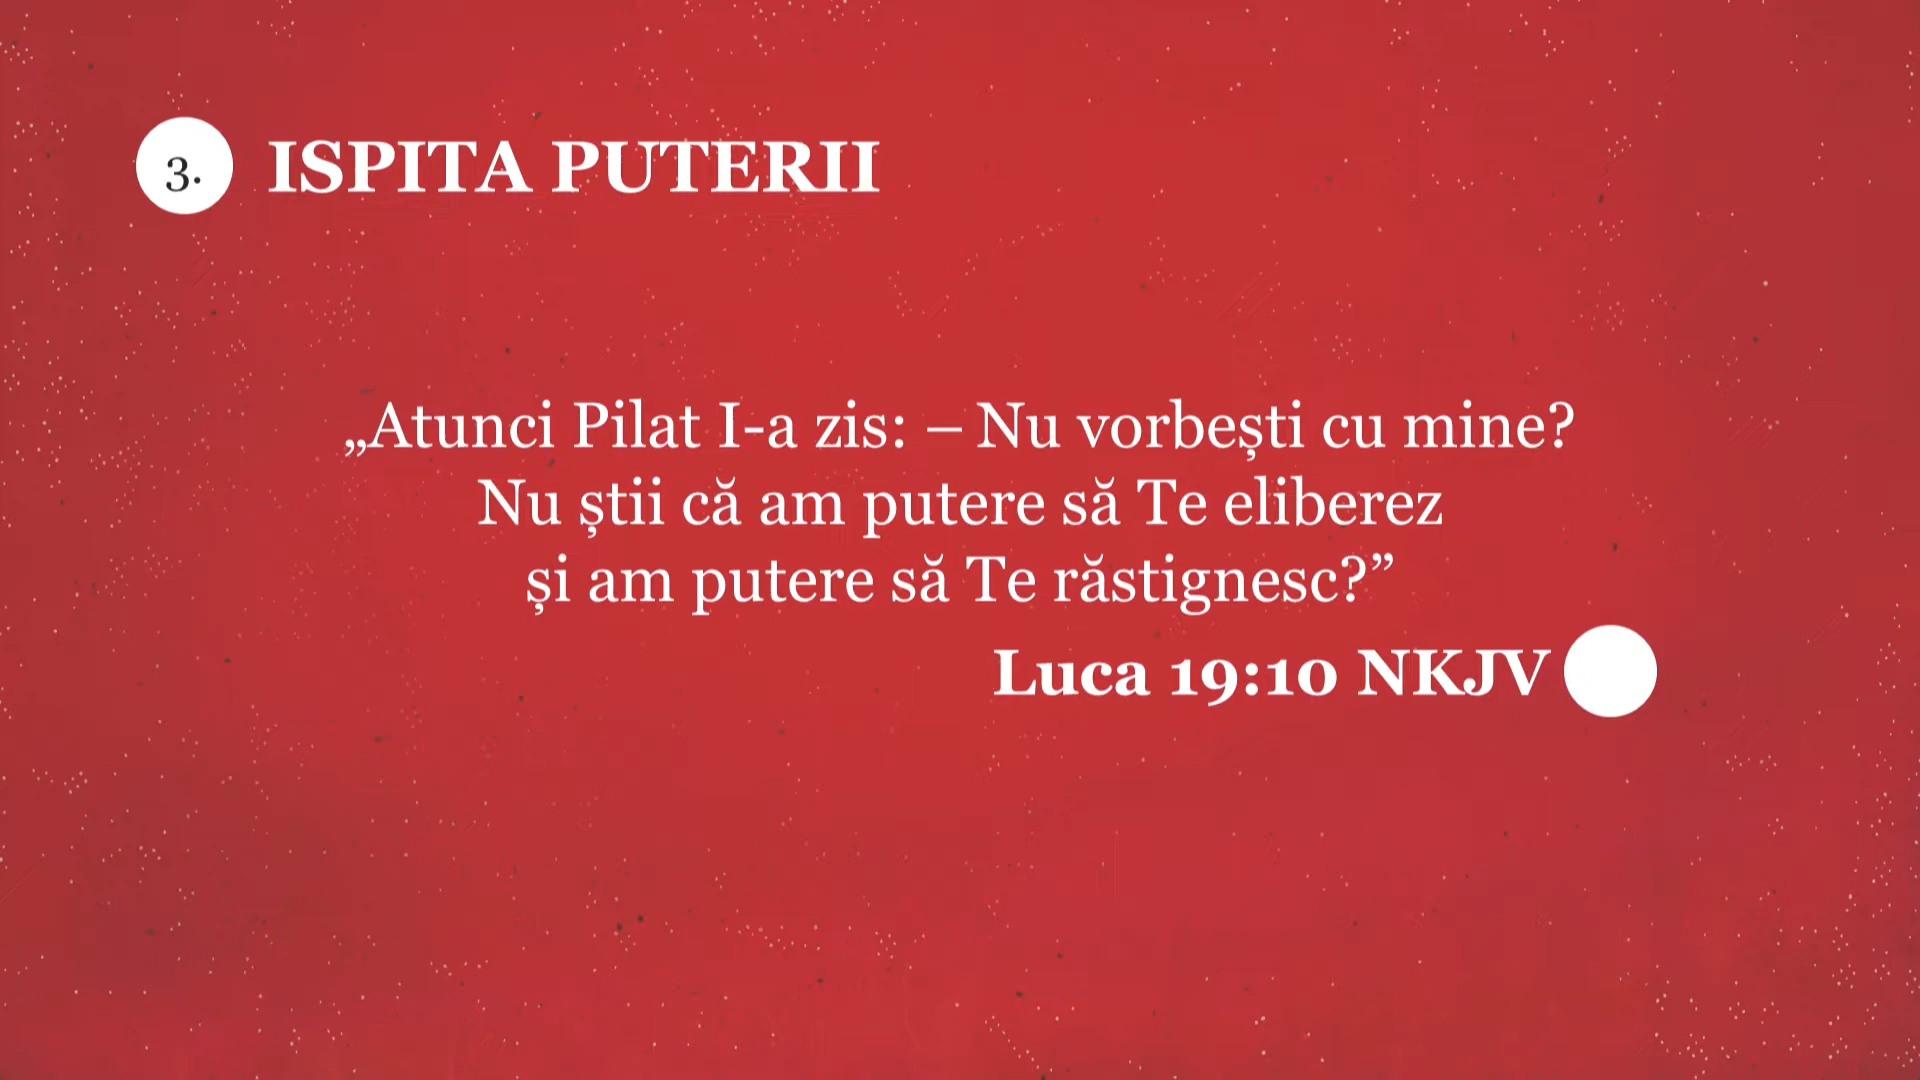 3. ISPITA PUTERII
„Atunci Pilat I-a zis: – Nu vorbești cu mine?
Nu știi că am putere să Te eliberez
și am putere să Te răstignesc?”
Luca 19:10 NKJV